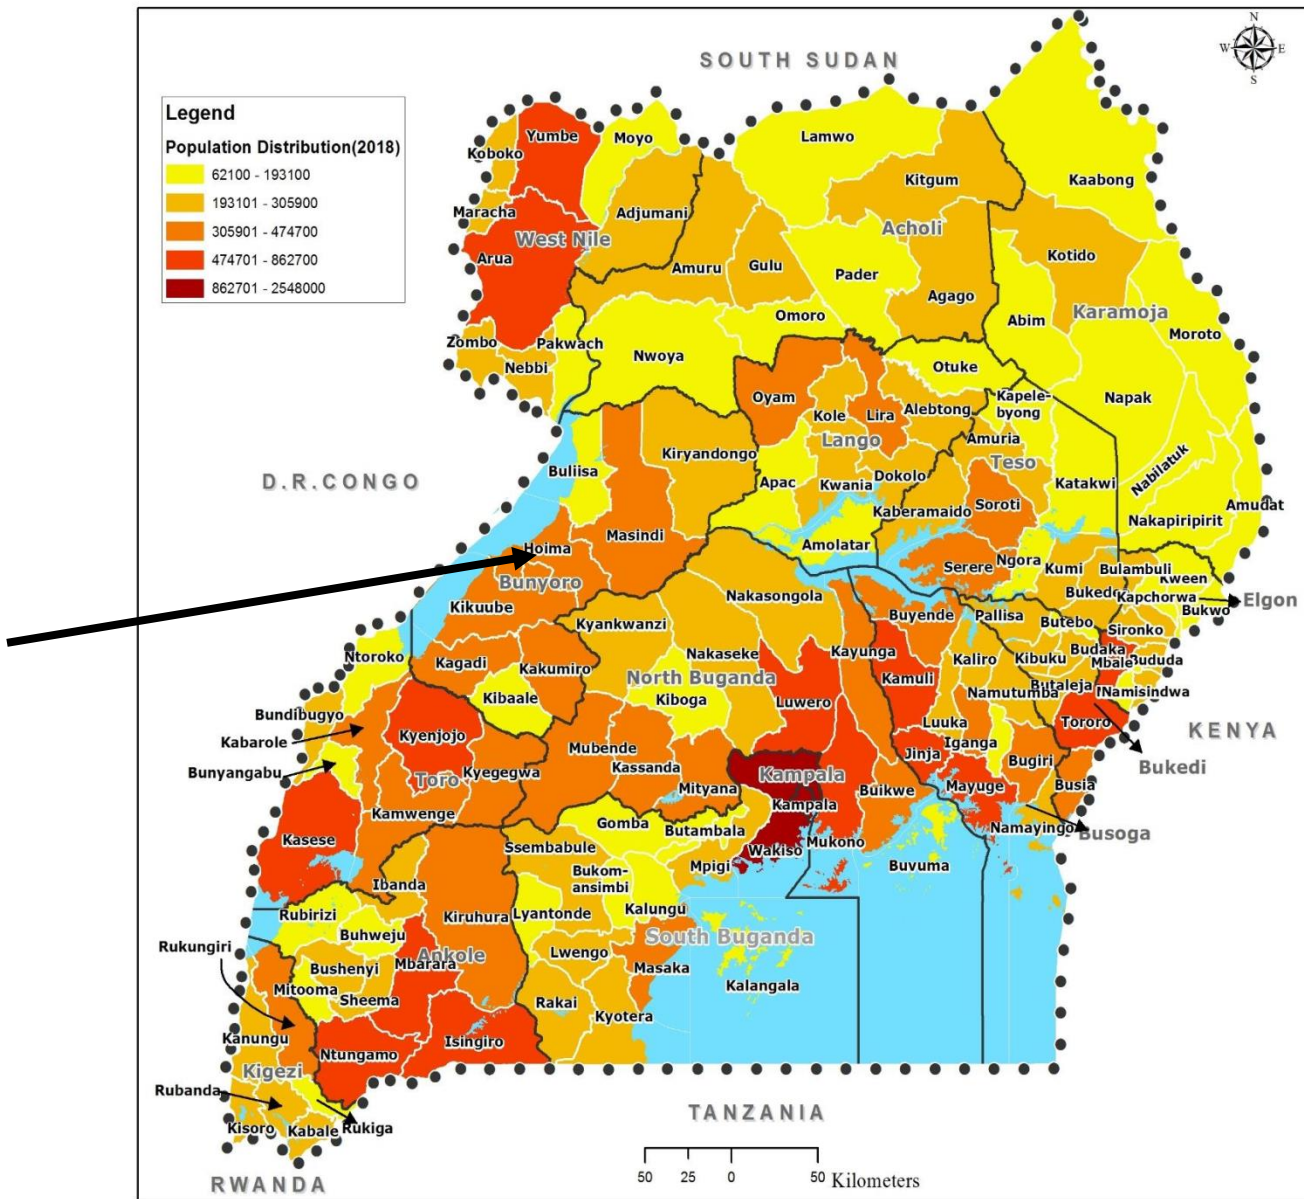 N
W
E
S
SOUTH SUDAN
Legend
Population Distribution(2018)
62100 - 193100
193101 - 305900
305901 - 474700
474701 - 862700
862701 - 2548000
Yumbe
Moyo
Lamwo
Koboko
Kaabong
Kitgum
Maracha
Adjumani
Acholi
West Nile
Kotido
Arua
Amuru
Gulu
Pader
Agago
Karamoja
Abim
Omoro
Moroto
Zombo
Pakwach
Nwoya
Nebbi
Otuke
Oyam
Kapele-
byong
Napak
Kole
Lira
Alebtong
Lango
Amuria
Teso
Kiryandongo
Buliisa
D.R.CONGO
Apac
Kwania
Dokolo
Katakwi
Nabilatuk
Soroti
Kaberamaido
Amudat
Nakapiripirit
Masindi
Hoima
Amolatar
Bunyoro
Serere
Ngora
Kumi
Bulambuli
Kween
Kikuube
Nakasongola
Bukedea
Kapchorwa
Elgon
Bukwo
Buyende
Pallisa
Butebo
Sironko
Kyankwanzi
Nakaseke
Kayunga
Ntoroko
Kagadi
Kakumiro
Kaliro
Kibuku
Budaka
Mbale
Bududa
North Buganda
Kamuli
Kibaale
Kiboga
Namutumba
Butaleja
Namisindwa
Luwero
Bundibugyo
Luuka
Tororo
KENYA
Kabarole
Kyenjojo
Iganga
Mubende
Jinja
Bugiri
Bunyangabu
Toro
Kyegegwa
Kassanda
Kampala
Bukedi
Mityana
Buikwe
Mayuge
Busia
Kamwenge
Kampala
Gomba
Butambala
Namayingo
Busoga
Kasese
Ssembabule
Wakiso
Mukono
Mpigi
Buvuma
Bukom-
ansimbi
Ibanda
Rubirizi
Kiruhura
Lyantonde
Kalungu
Buhweju
South Buganda
Rukungiri
Ankole
Lwengo
Bushenyi
Mbarara
Masaka
Mitooma
Kalangala
Sheema
Rakai
Kyotera
Kanungu
Isingiro
Ntungamo
Kigezi
Rubanda
TANZANIA
Kisoro
Kabale
Rukiga
50 25 0 50 Kilometers
RWANDA